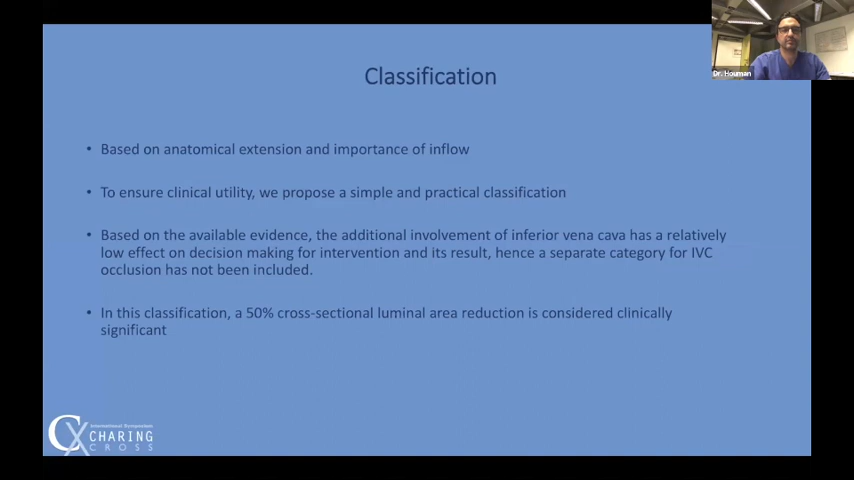 Dr. Houman
Classification
• Based on anatomical extension and importance of inflow
• To ensure clinical utility, we propose a simple and practical classification
• Based on the available evidence, the additional involvement of inferior vena cava has a relatively
low effect on decision making for intervention and its result, hence a separate category for IVC
occlusion has not been included.
• In this classification, a 50% cross-sectional luminal area reduction is considered clinically
significant
CX
International Symposium
CHARING
CROSS